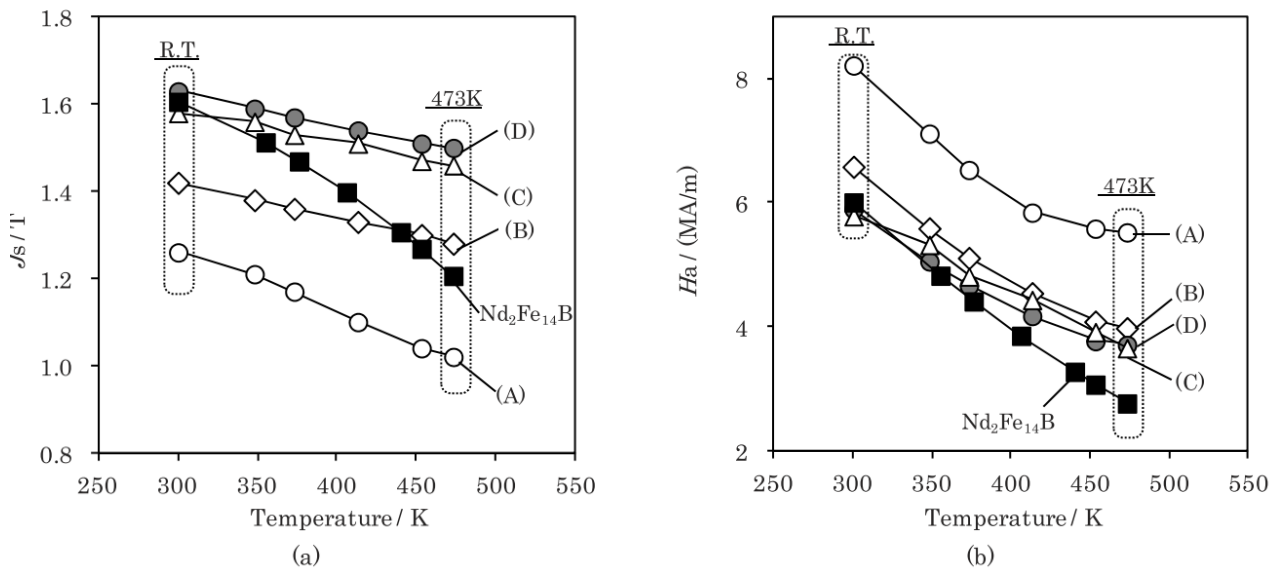 1.8
1.6
1.4
1.2
1.0
0.8
Js / T
R.T.
473K
(D)
(C)
(B)
Nd₂Fe₁₄B
(A)
250 300 350 400 450 500 550
Temperature / K
(a)
8
6
4
2
Ha / (MA/m)
R.T.
473K
(A)
(B)
(D)
(C)
Nd₂Fe₁₄B
250 300 350 400 450 500 550
Temperature / K
(b)